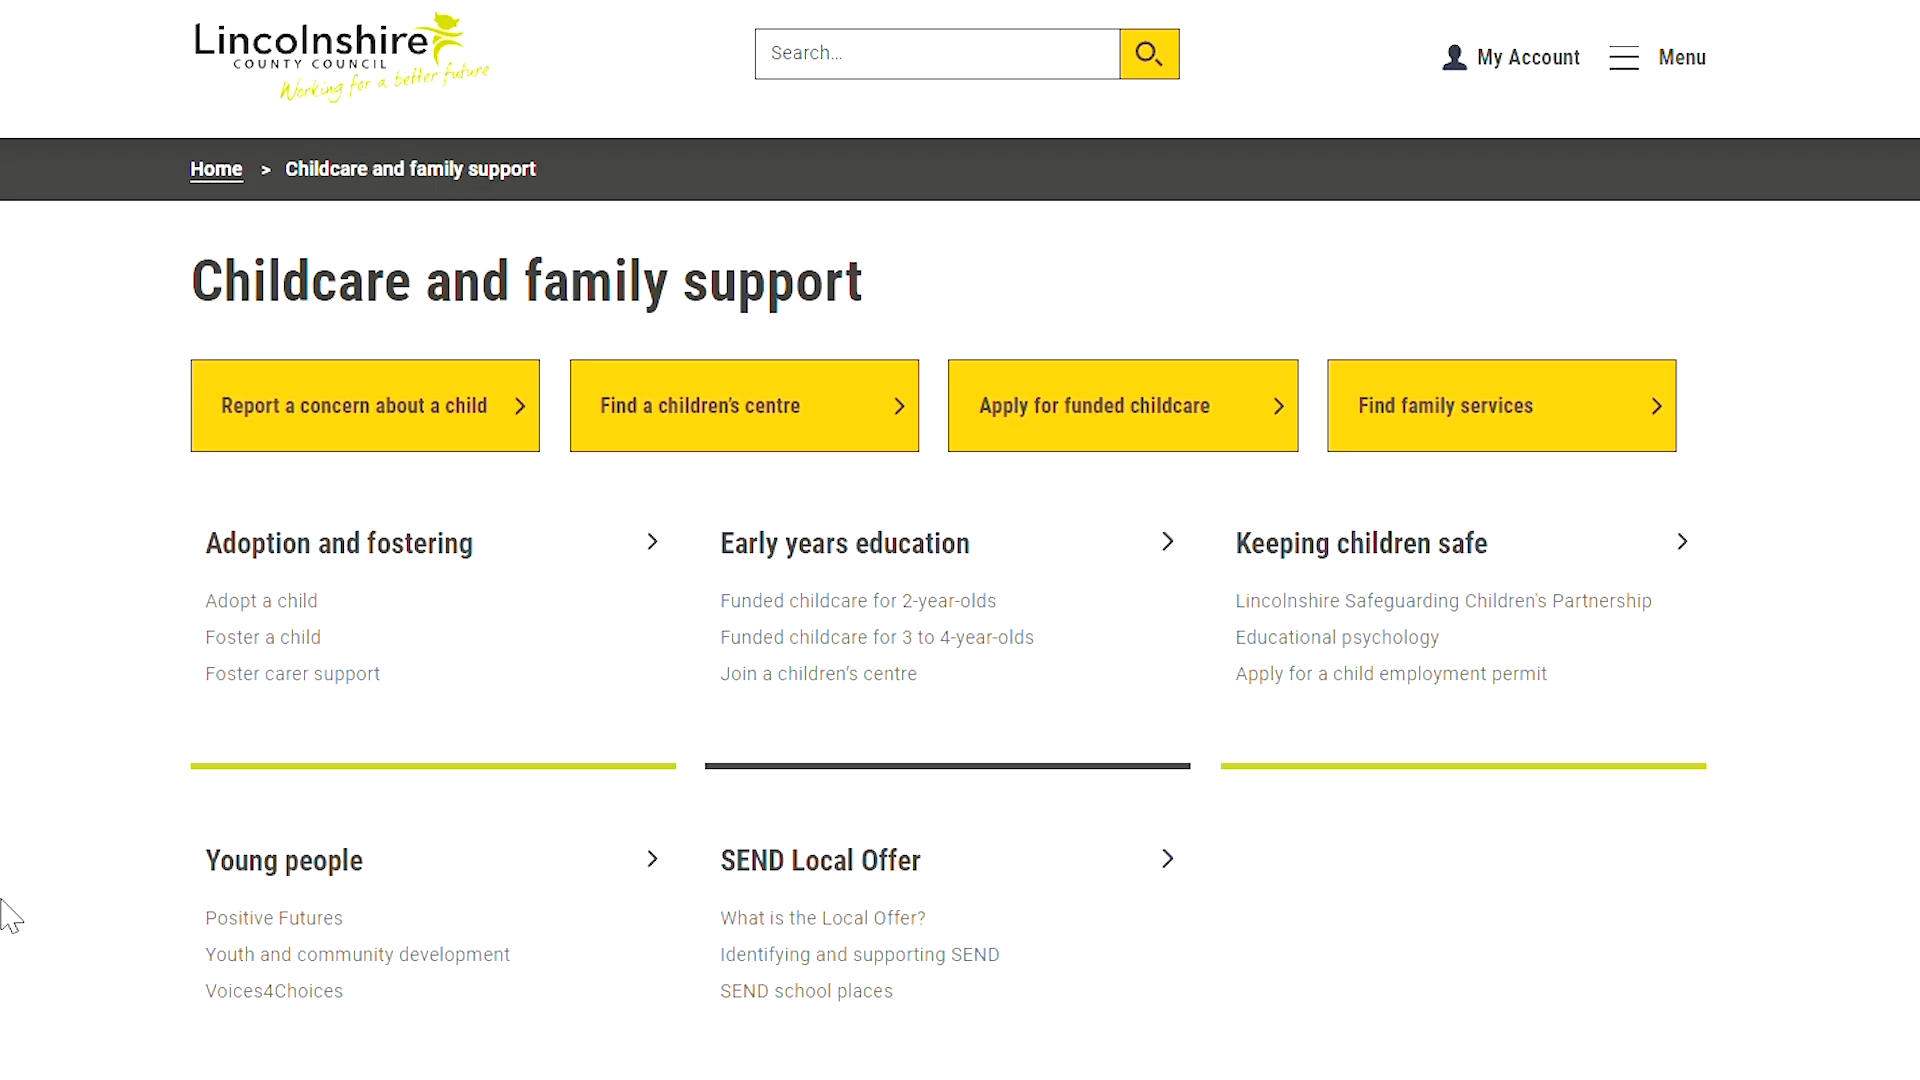 Lincolnshire
COUNTY COUNCIL
Working for a better future
Search...
My Account
Menu
Home > Childcare and family support
Childcare and family support
Report a concern about a child
Find a children's centre
Apply for funded childcare
Find family services
Adoption and fostering
Adopt a child
Foster a child
Foster carer support
Early years education
Funded childcare for 2-year-olds
Funded childcare for 3 to 4-year-olds
Join a children's centre
Keeping children safe
Lincolnshire Safeguarding Children's Partnership
Educational psychology
Apply for a child employment permit
Young people
Positive Futures
Youth and community development
Voices4Choices
SEND Local Offer
What is the Local Offer?
Identifying and supporting SEND
SEND school places